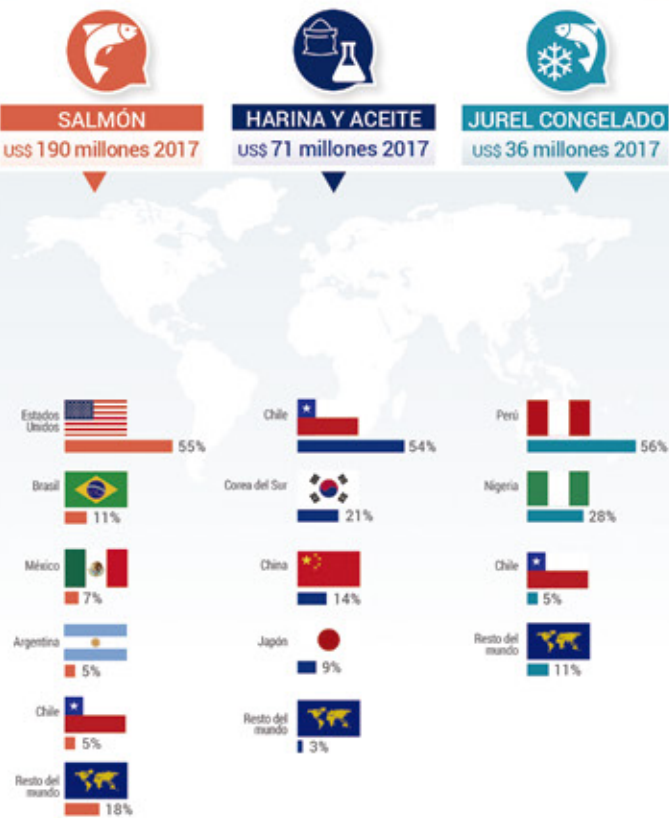 SALMÓN
US$ 190 millones 2017
Estados
Unidos
55%
Brasil
11%
México
7%
Argentina
5%
Chile
5%
Resto del
mundo
18%
HARINA Y ACEITE
US$ 71 millones 2017
Chile
54%
Corea del Sur
21%
China
14%
Japón
9%
Resto del
mundo
3%
JUREL CONGELADO
US$ 36 millones 2017
Perú
56%
Nigeria
28%
Chile
5%
Resto del
mundo
11%